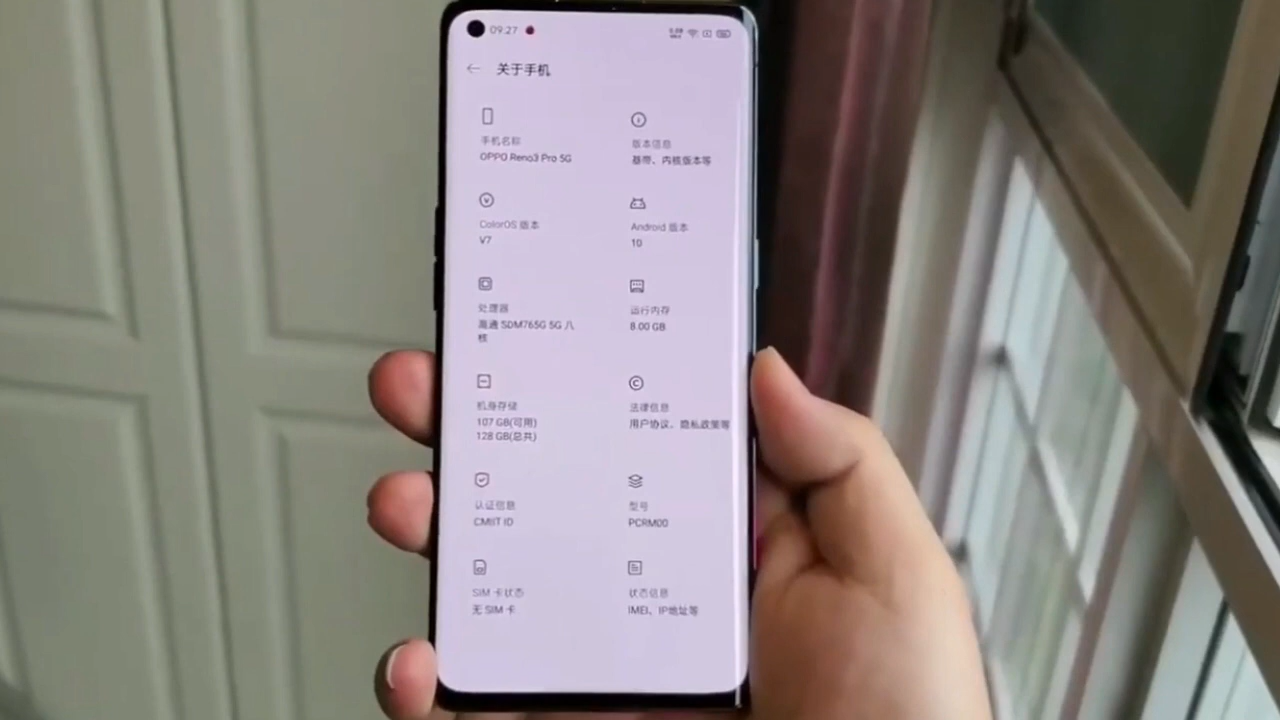 09:27
关于手机
手机名称
OPPO Reno3 Pro 5G
版本信息
基带、内核版本等
ColorOS 版本
V7
Android 版本
10
处理器
高通 SDM765G 5G 八
核
运行内存
8.00 GB
机身存储
107 GB(可用)
128 GB(总共)
法律信息
用户协议、隐私政策等
认证信息
CMIIT ID
型号
PCRM00
SIM 卡状态
无 SIM 卡
状态信息
IMEI、IP地址等